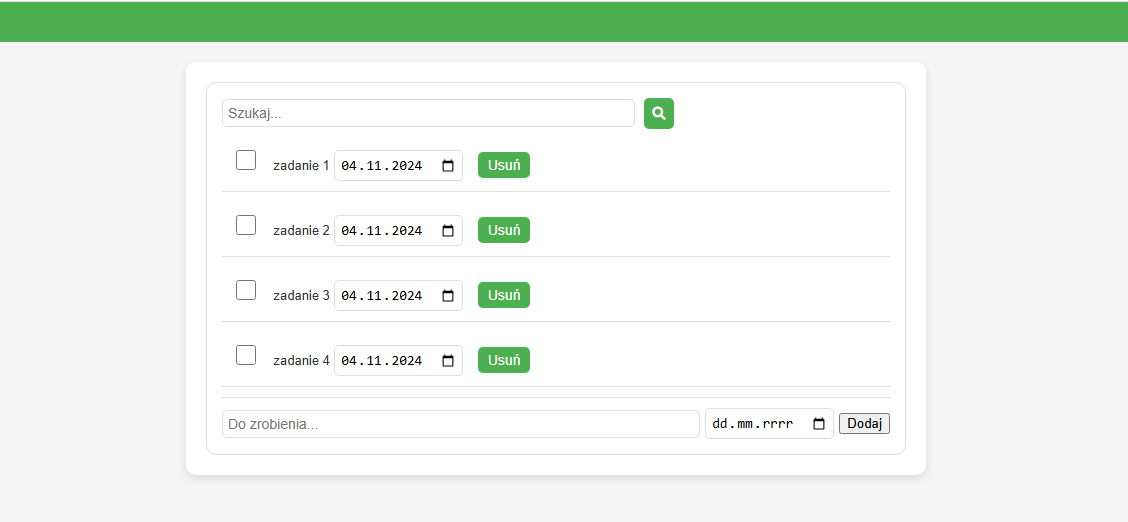 Szukaj...
zadanie 1 04.11.2024 Usuń
zadanie 2 04.11.2024 Usuń
zadanie 3 04.11.2024 Usuń
zadanie 4 04.11.2024 Usuń
Do zrobienia... dd.mm.rrrr Dodaj